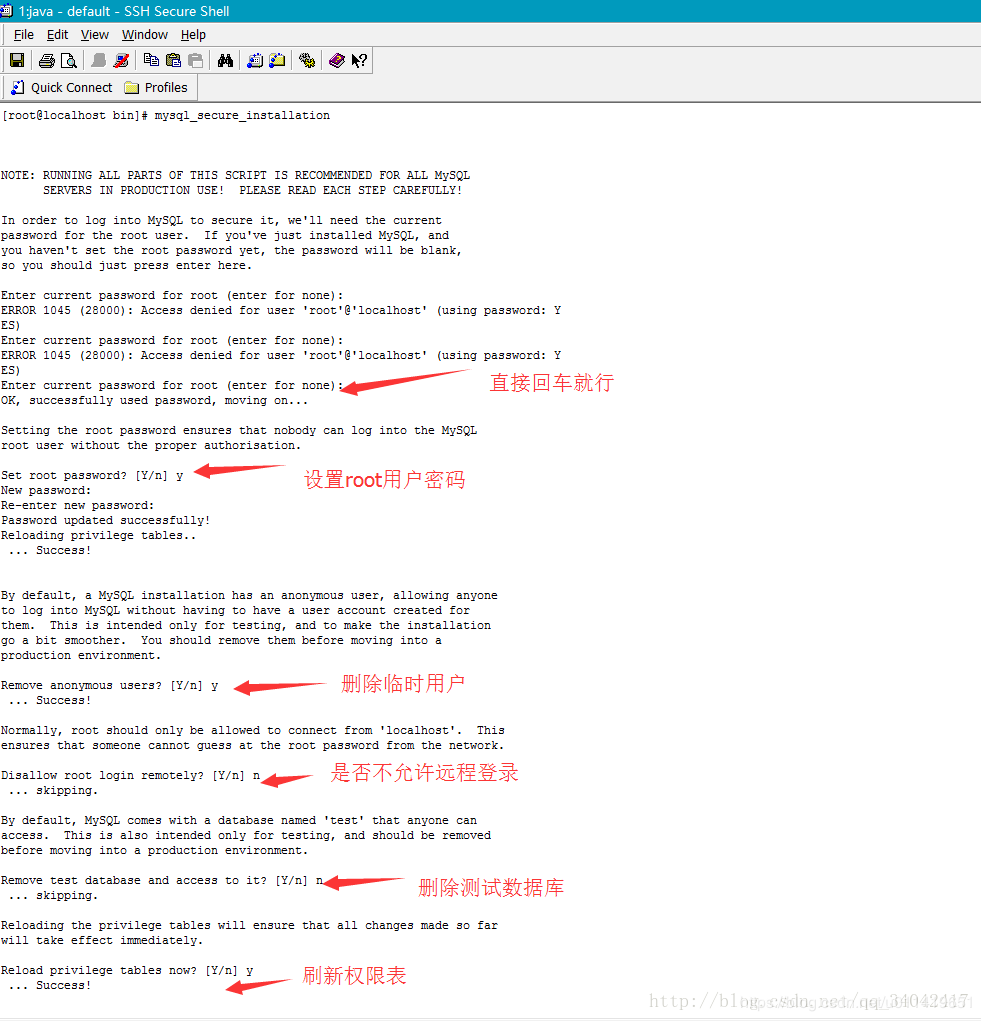 1:java - default - SSH Secure Shell
File Edit View Window Help
Quick Connect Profiles
[root@localhost bin]# mysql_secure_installation
NOTE: RUNNING ALL PARTS OF THIS SCRIPT IS RECOMMENDED FOR ALL MySQL
SERVERS IN PRODUCTION USE! PLEASE READ EACH STEP CAREFULLY!
In order to log into MySQL to secure it, we'll need the current
password for the root user. If you've just installed MySQL, and
you haven't set the root password yet, the password will be blank,
so you should just press enter here.
Enter current password for root (enter for none):
ERROR 1045 (28000): Access denied for user 'root'@'localhost' (using password: Y
ES)
Enter current password for root (enter for none):
ERROR 1045 (28000): Access denied for user 'root'@'localhost' (using password: Y
ES)
Enter current password for root (enter for none): 直接回车就行
OK, successfully used password, moving on...
Setting the root password ensures that nobody can log into the MySQL
root user without the proper authorisation.
Set root password? [Y/n] y 设置root用户密码
New password:
Re-enter new password:
Password updated successfully!
Reloading privilege tables..
... Success!
By default, a MySQL installation has an anonymous user, allowing anyone
to log into MySQL without having to have a user account created for
them. This is intended only for testing, and to make the installation
go a bit smoother. You should remove them before moving into a
production environment.
Remove anonymous users? [Y/n] y 删除临时用户
... Success!
Normally, root should only be allowed to connect from 'localhost'. This
ensures that someone cannot guess at the root password from the network.
Disallow root login remotely? [Y/n] n 是否不允许远程登录
... skipping.
By default, MySQL comes with a database named 'test' that anyone can
access. This is also intended only for testing, and should be removed
before moving into a production environment.
Remove test database and access to it? [Y/n] n 删除测试数据库
... skipping.
Reloading the privilege tables will ensure that all changes made so far
will take effect immediately.
Reload privilege tables now? [Y/n] y 刷新权限表
... Success!
http://blog.csdn.net/qq_31042417